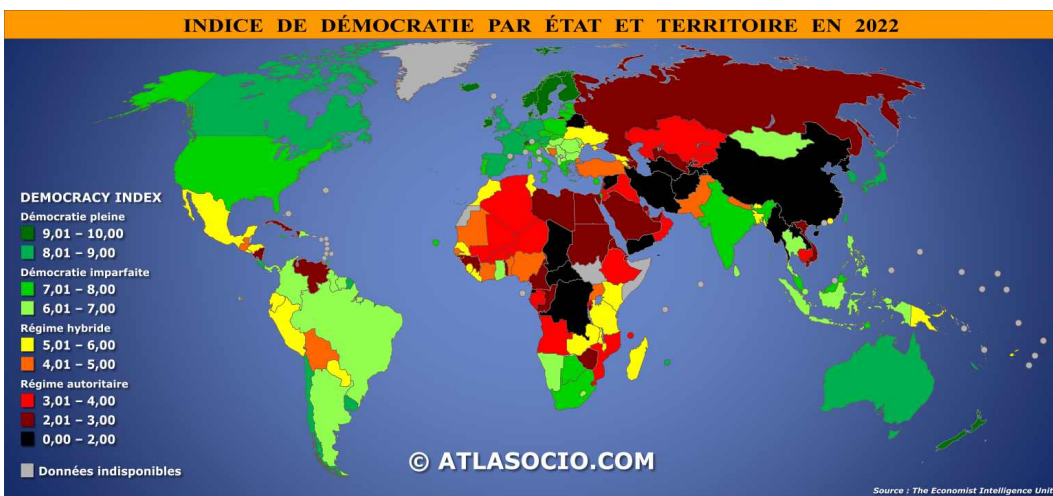 INDICE DE DÉMOCRATIE PAR ÉTAT ET TERRITOIRE EN 2022
DEMOCRACY INDEX
Démocratie pleine
9,01 – 10,00
8,01 – 9,00
Démocratie imparfaite
7,01 – 8,00
6,01 – 7,00
Régime hybride
5,01 – 6,00
4,01 – 5,00
Régime autoritaire
3,01 – 4,00
2,01 – 3,00
0,00 – 2,00
Données indisponibles
© ATLASOCIO.COM
Source : The Economist Intelligence Unit